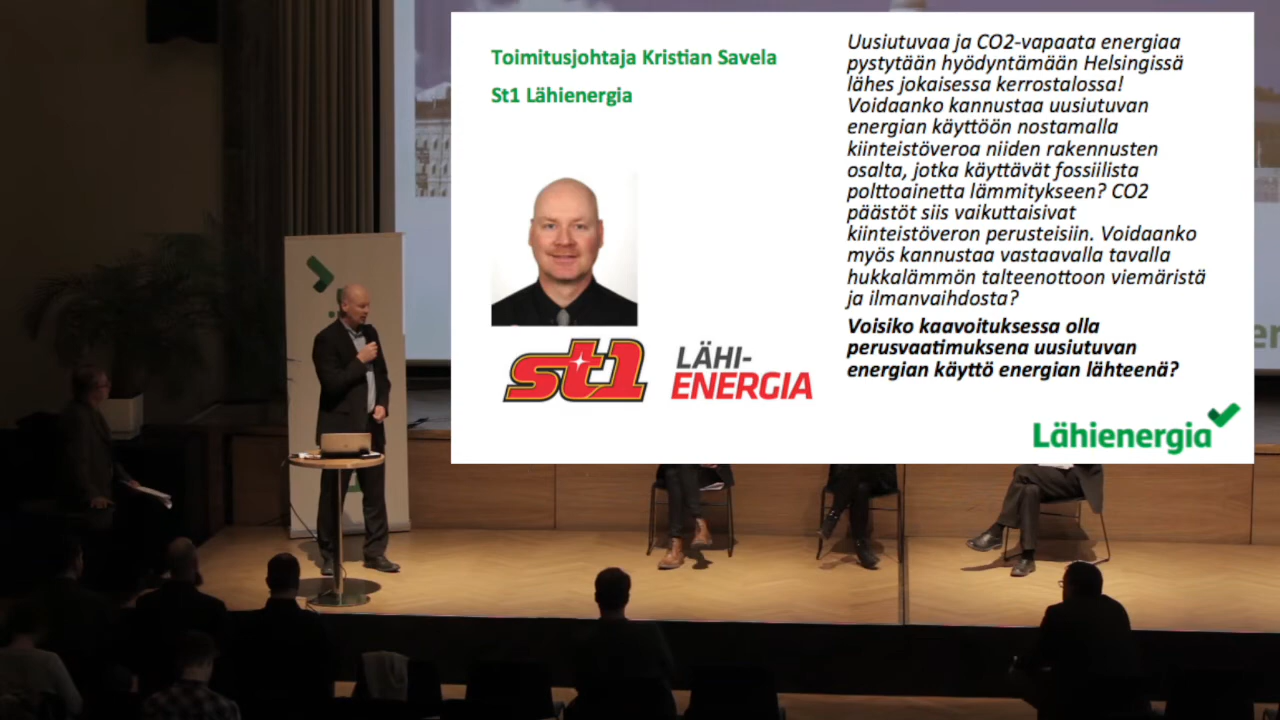 Toimitusjohtaja Kristian Savela
St1 Lähienergia
st1
LÄHI-
ENERGIA
Uusiutuvaa ja CO2-vapaata energiaa
pystytään hyödyntämään Helsingissä
lähes jokaisessa kerrostalossa!
Voidaanko kannustaa uusiutuvan
energian käyttöön nostamalla
kiinteistöveroa niiden rakennusten
osalta, jotka käyttävät fossiilista
polttoainetta lämmitykseen? CO2
päästöt siis vaikuttaisivat
kiinteistöveron perusteisiin. Voidaanko
myös kannustaa vastaavalla tavalla
hukkalämmön talteenottoon viemäristä
ja ilmanvaihdosta?
Voisiko kaavoituksessa olla
perusvaatimuksena uusiutuvan
energian käyttö energian lähteenä?
Lähienergia